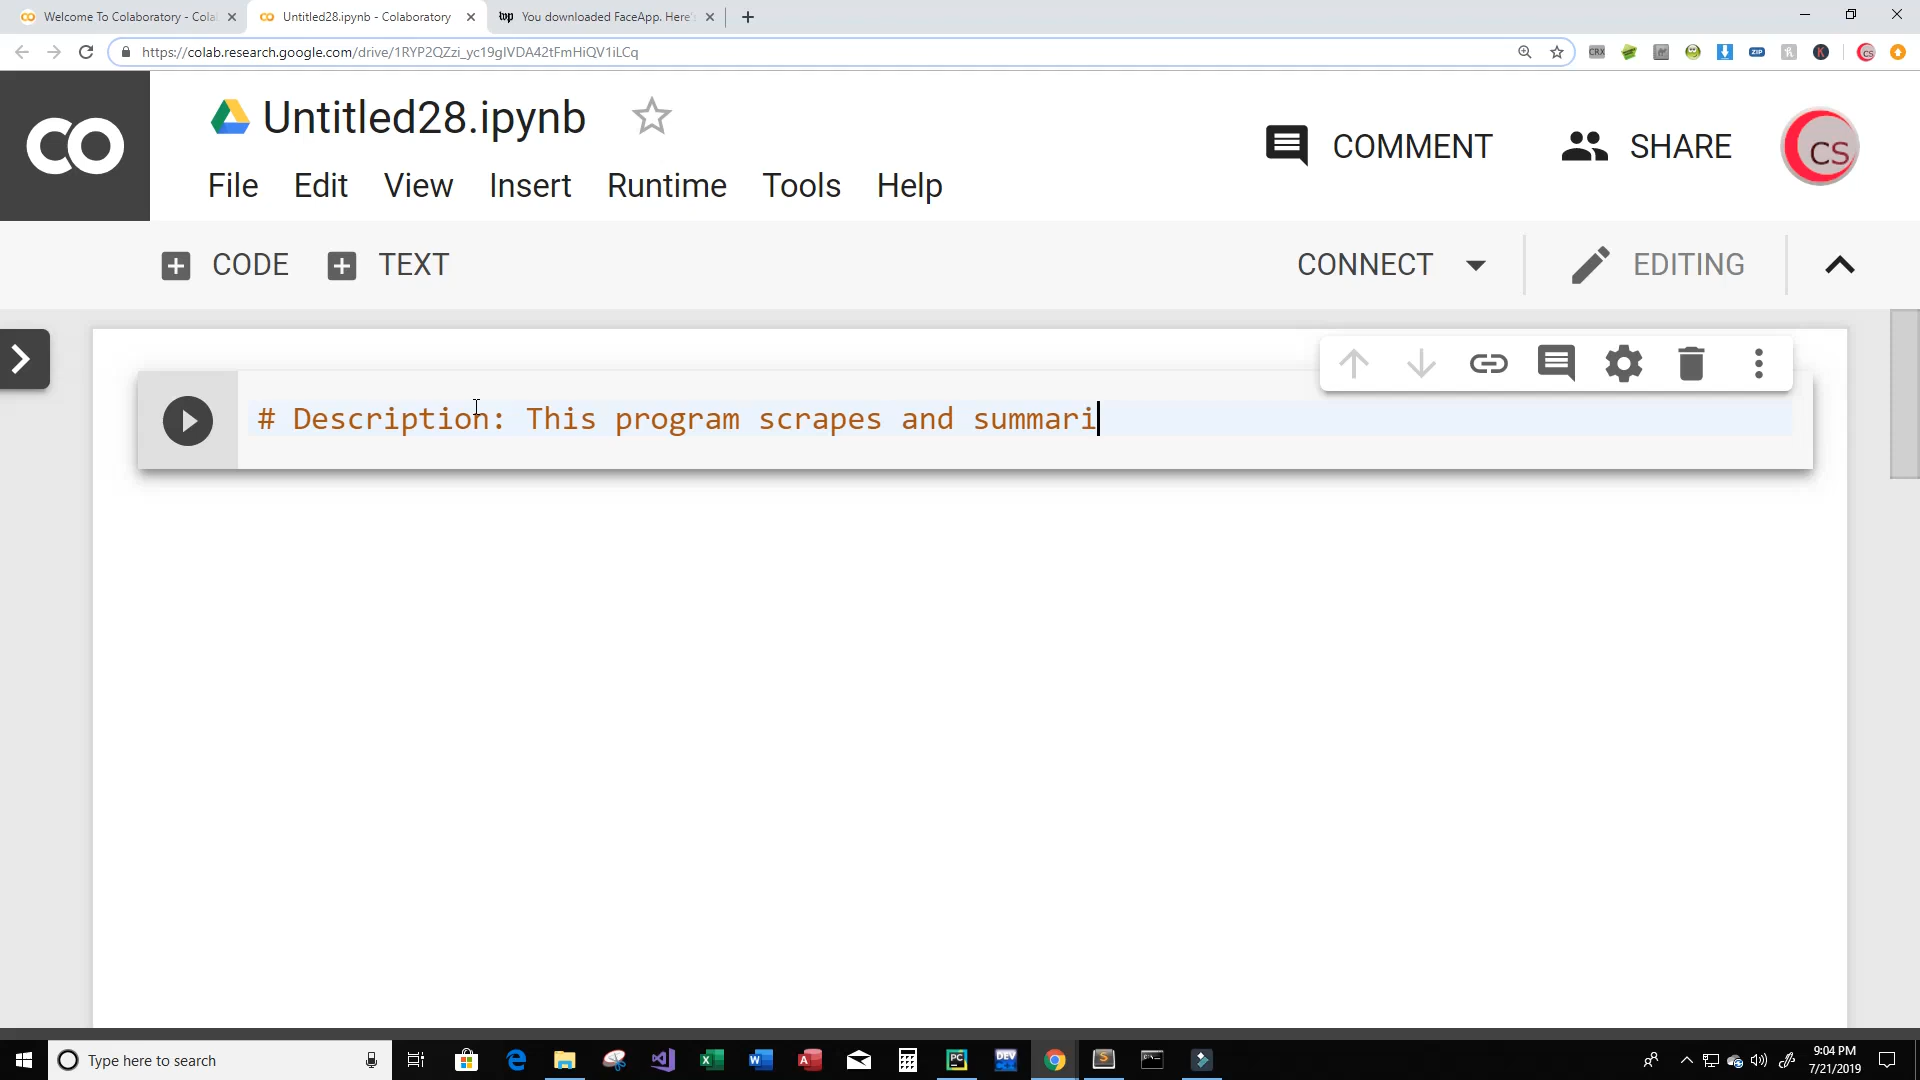 Welcome To Colaboratory - Cola
Untitled28.ipynb - Colaboratory
You downloaded FaceApp. Here's
https://colab.research.google.com/drive/1RYP2QZzi_yc19gIVDA42tFmHiQV1iLCq
Untitled28.ipynb
COMMENT
SHARE
CS
File Edit View Insert Runtime Tools Help
CODE
TEXT
CONNECT
EDITING
# Description: This program scrapes and summari
Type here to search
9:04 PM
7/21/2019